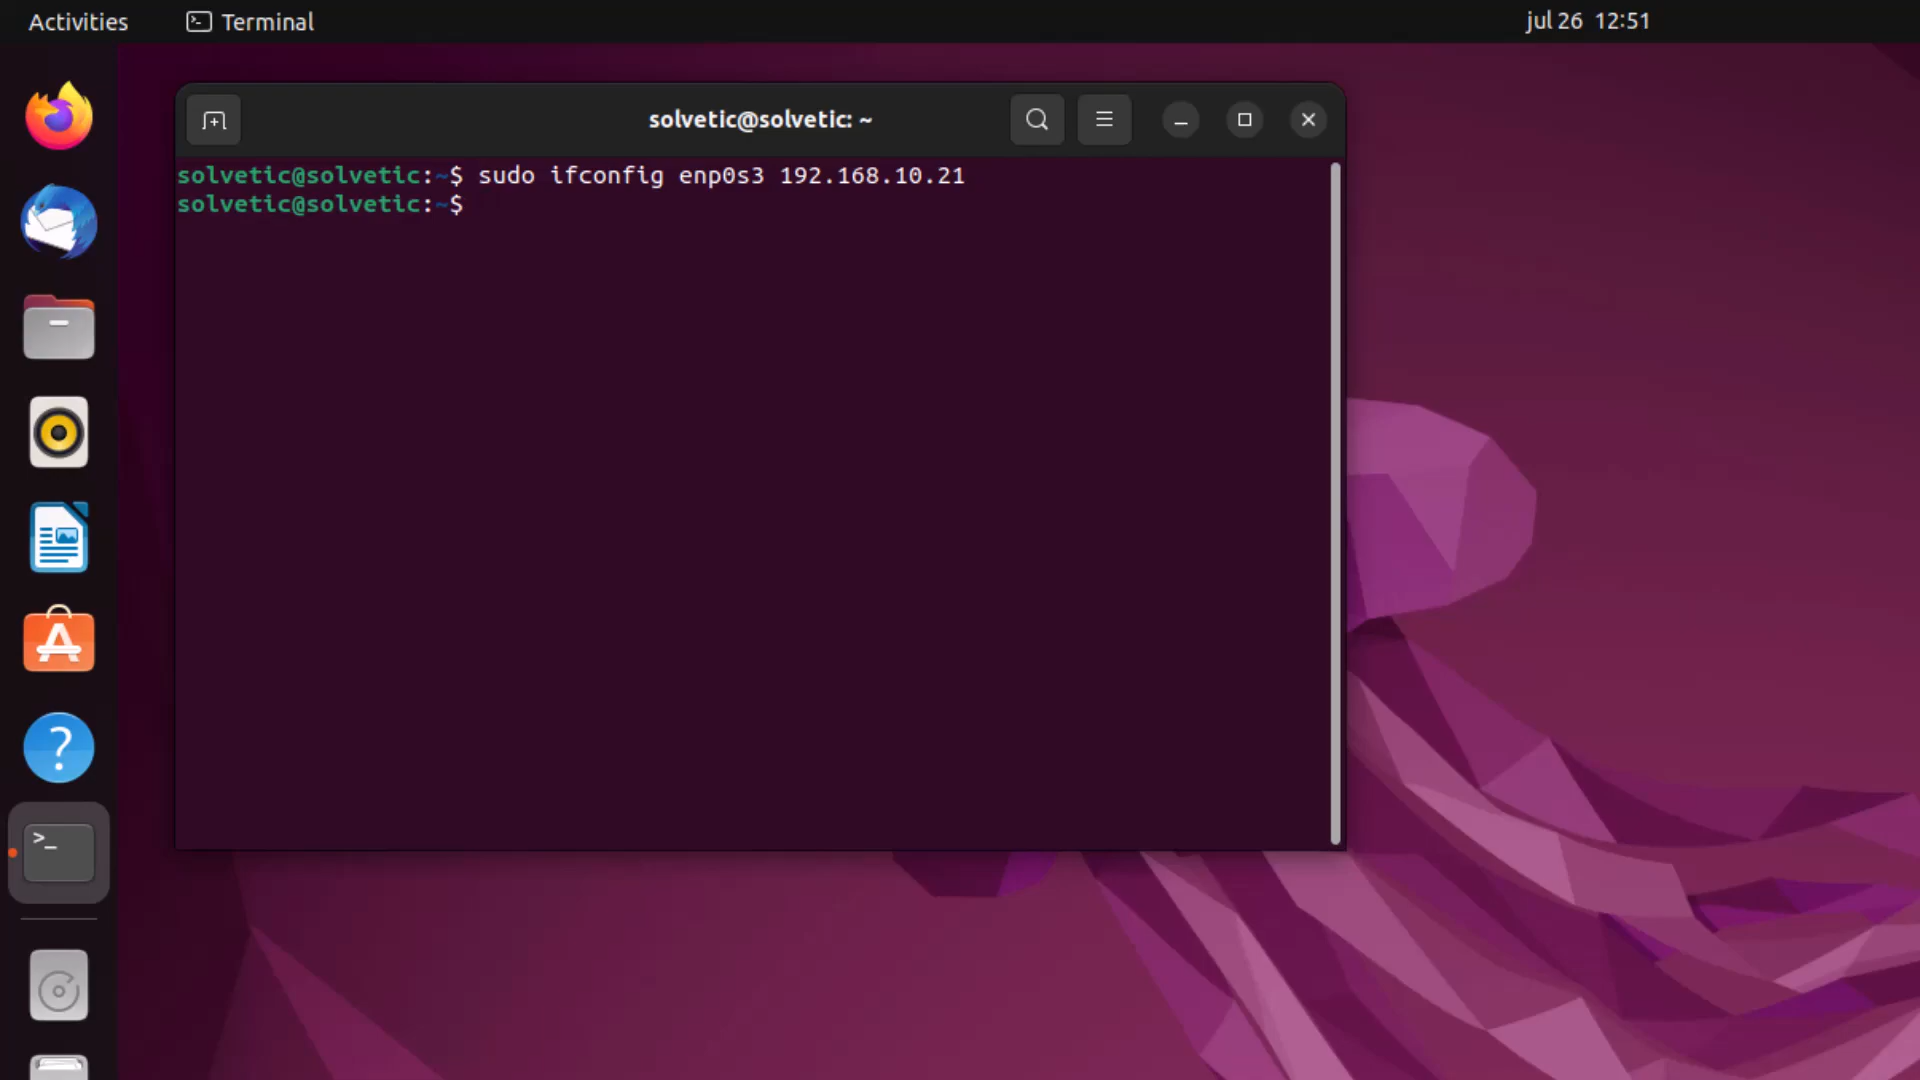 Activities
Terminal
jul 26 12:51
solvetic@solvetic: ~
solvetic@solvetic:~$ sudo ifconfig enp0s3 192.168.10.21
solvetic@solvetic:~$